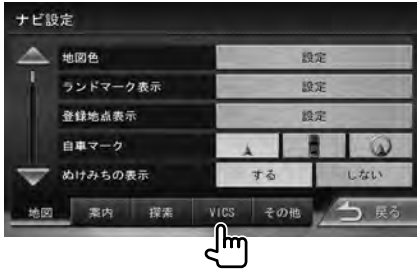 ナビ設定
地図色 設定
ランドマーク表示 設定
登録地点表示 設定
自車マーク
ぬけみちの表示 する しない
地図 案内 探索 VICS その他 戻る